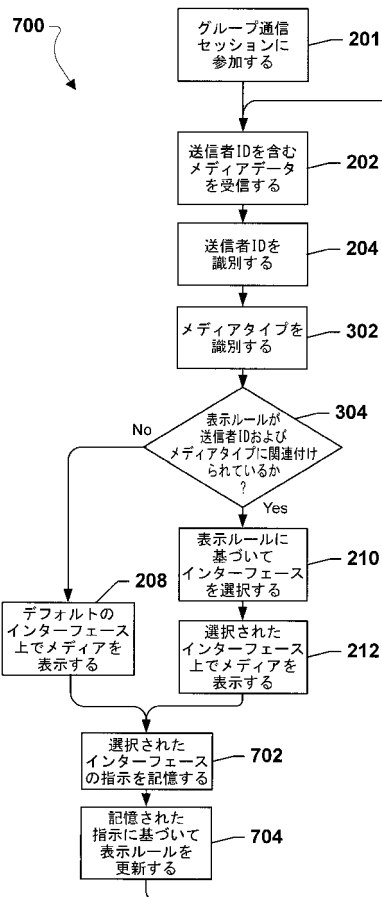 700
グループ通信
セッションに
参加する
201
送信者IDを含む
メディアデータ
を受信する
202
送信者IDを
識別する
204
メディアタイプを
識別する
302
304
表示ルールが
送信者IDおよび
メディアタイプに関連付け
られているか
?
No
Yes
表示ルールに
基づいて
インターフェース
を選択する
210
208
デフォルトの
インターフェース
上でメディアを
表示する
選択された
インターフェース
上でメディアを
表示する
212
選択された
インターフェース
の指示を記憶する
702
記憶された
指示に基づいて
表示ルールを
更新する
704